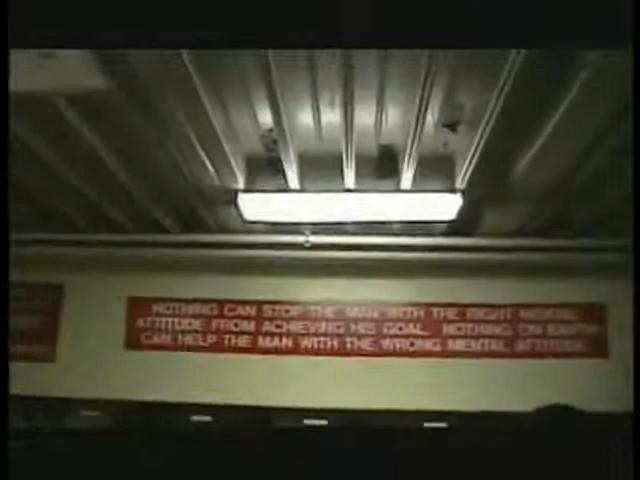 NOTHING CAN STOP THE MAN WITH THE RIGHT MENTAL
ATTITUDE FROM ACHIEVING HIS GOAL. NOTHING ON EARTH
CAN HELP THE MAN WITH THE WRONG MENTAL ATTITUDE